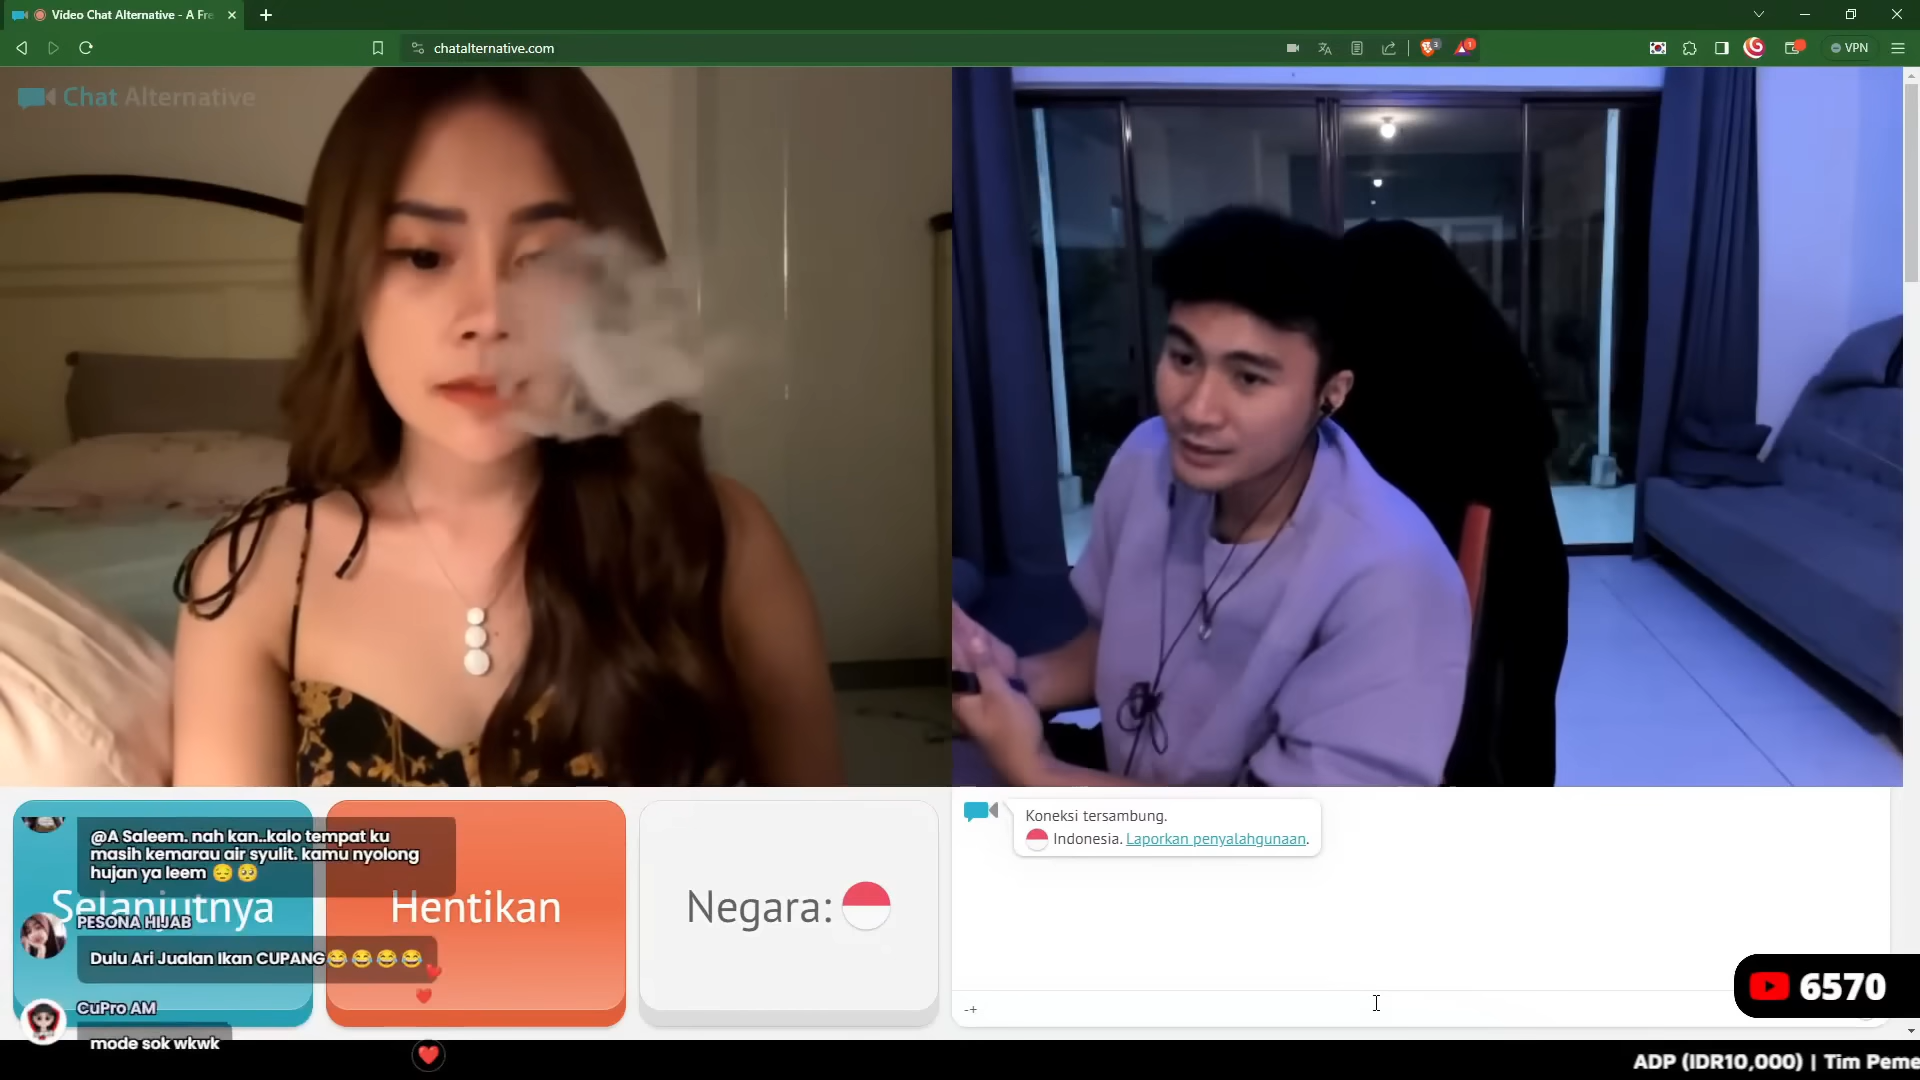 Video Chat Alternative - A Fre
chatalternative.com
3
1
VPN
Chat Alternative
@A Saleem. nah kan..kalo tempat ku
masih kemarau air syulit. kamu nyolong
hujan ya leem 😔 🥺
Selanjutnya
PESONA HIJAB
Dulu Ari Jualan Ikan CUPANG😂😂😂😂
CuPro AM
mode sok wkwk
Hentikan
Negara:
Koneksi tersambung.
Indonesia. Laporkan penyalahgunaan.
-+
6570
ADP (IDR10,000) | Tim Peme